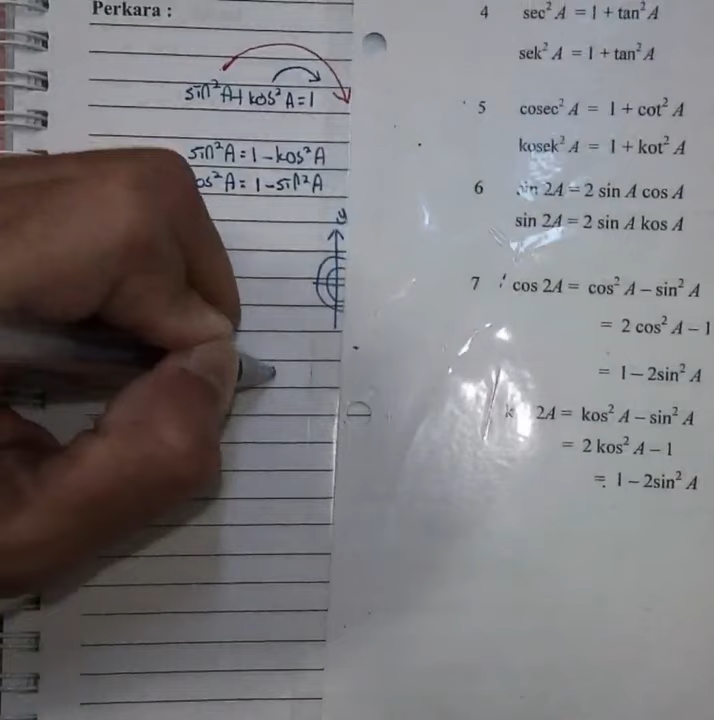 Perkara :
sin²A+kos²A=1
sin²A=1-kos²A
os²A=1-sin²A
y
4 sec² A = 1 + tan² A
sek² A = 1 + tan² A
5 cosec² A = 1 + cot² A
kosek² A = 1 + kot² A
6 sin 2A = 2 sin A cos A
sin 2A = 2 sin A kos A
7 cos 2A = cos² A − sin² A
= 2 cos² A − 1
= 1 − 2sin² A
k 2A = kos² A − sin² A
= 2 kos² A − 1
= 1 − 2sin² A